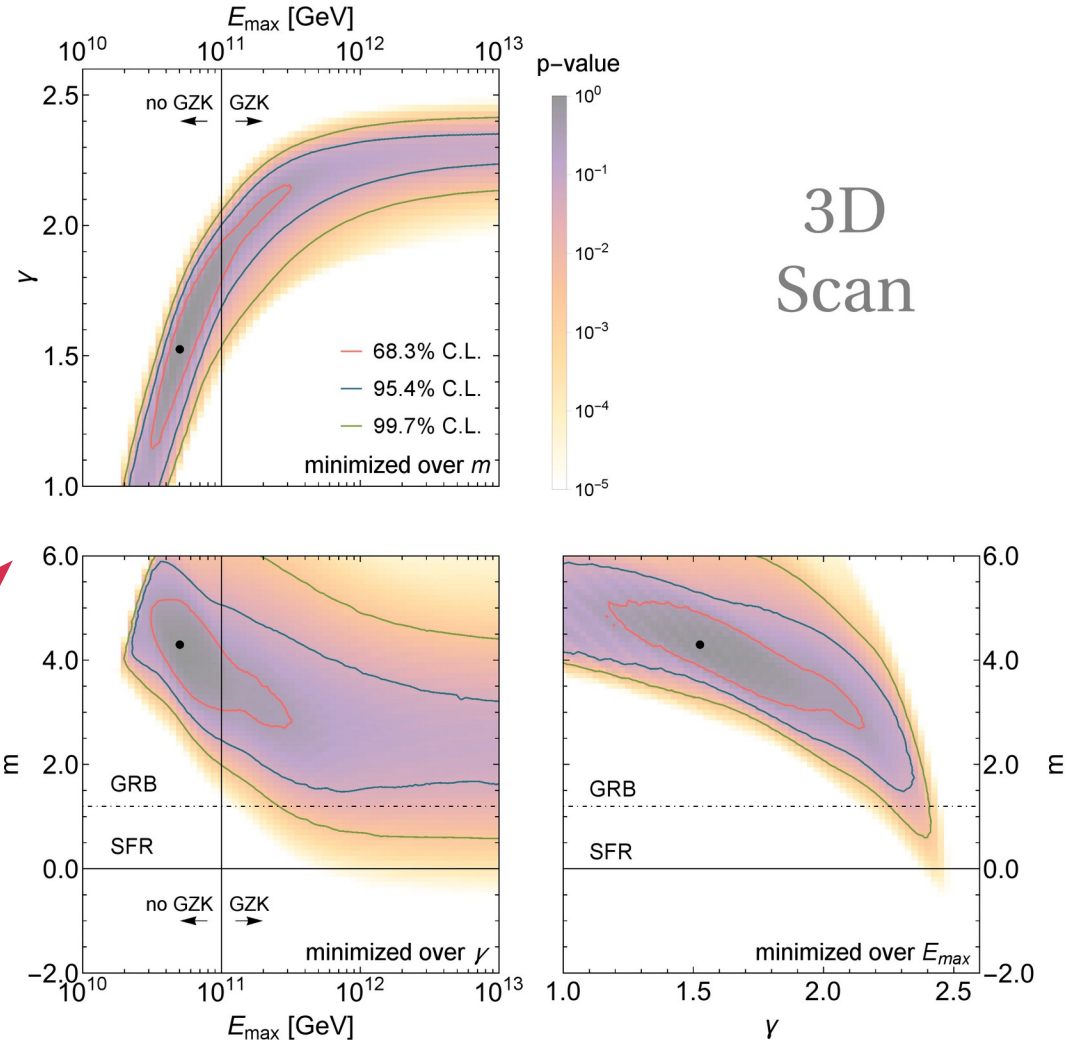 E_max [GeV]
10^10 10^11 10^12 10^13
p-value
2.5
no GZK GZK
10^0
10^-1
2.0
3D
Scan
10^-2
γ
10^-3
1.5
68.3% C.L.
95.4% C.L.
10^-4
99.7% C.L.
minimized over m
1.0
10^-5
6.0
6.0
4.0
4.0
m
2.0
2.0
m
GRB
GRB
SFR
SFR
0.0
0.0
no GZK GZK
minimized over γ
minimized over E_max
-2.0
-2.0
10^10 10^11 10^12 10^13
1.0 1.5 2.0 2.5
E_max [GeV]
γ